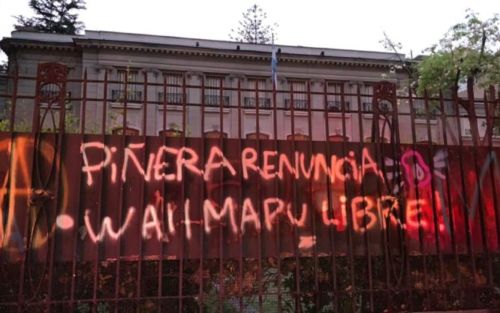 PIÑERA RENUNCIA
• WALLMAPU LIBRE!